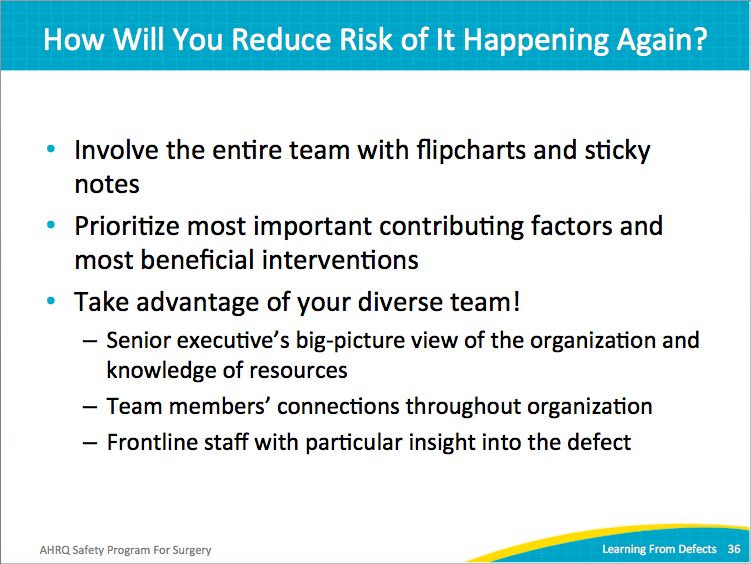 How Will You Reduce Risk of It Happening Again?
• Involve the entire team with flipcharts and sticky
notes
• Prioritize most important contributing factors and
most beneficial interventions
• Take advantage of your diverse team!
– Senior executive’s big-picture view of the organization and
knowledge of resources
– Team members’ connections throughout organization
– Frontline staff with particular insight into the defect
AHRQ Safety Program For Surgery
Learning From Defects 36